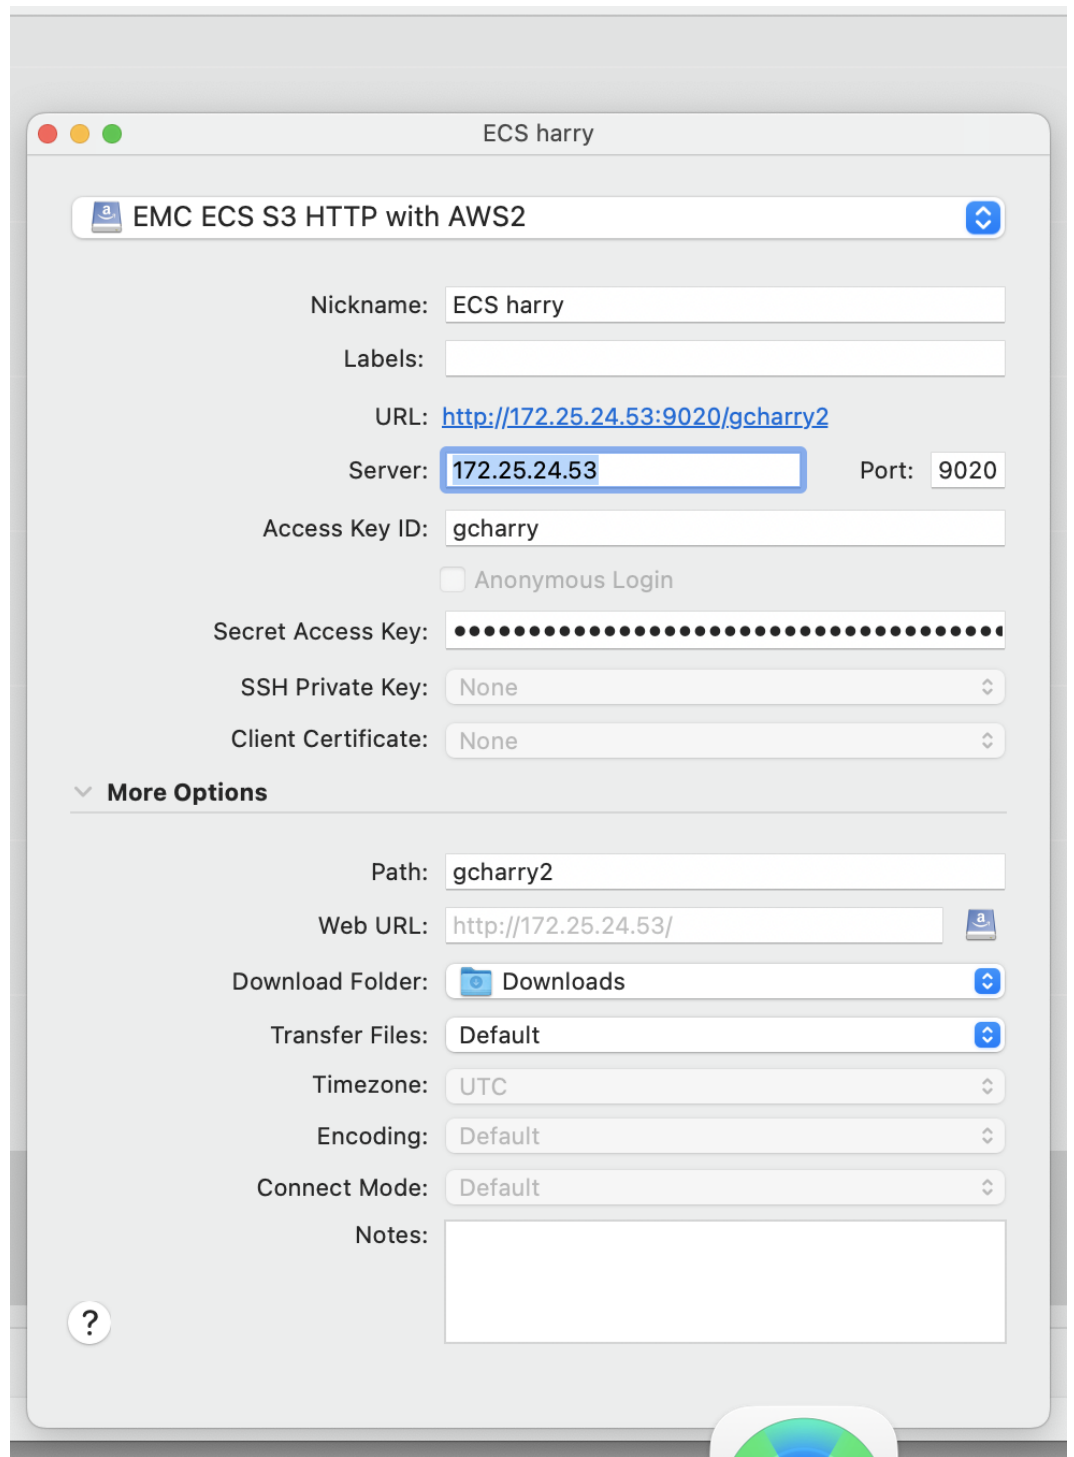 ECS harry
EMC ECS S3 HTTP with AWS2
Nickname: ECS harry
Labels:
URL: http://172.25.24.53:9020/gcharry2
Server: 172.25.24.53 Port: 9020
Access Key ID: gcharry
Anonymous Login
Secret Access Key: ●●●●●●●●●●●●●●●●●●●●●●●●●●●●●●●●●●●●●
SSH Private Key: None
Client Certificate: None
More Options
Path: gcharry2
Web URL: http://172.25.24.53/
Download Folder: Downloads
Transfer Files: Default
Timezone: UTC
Encoding: Default
Connect Mode: Default
Notes:
?